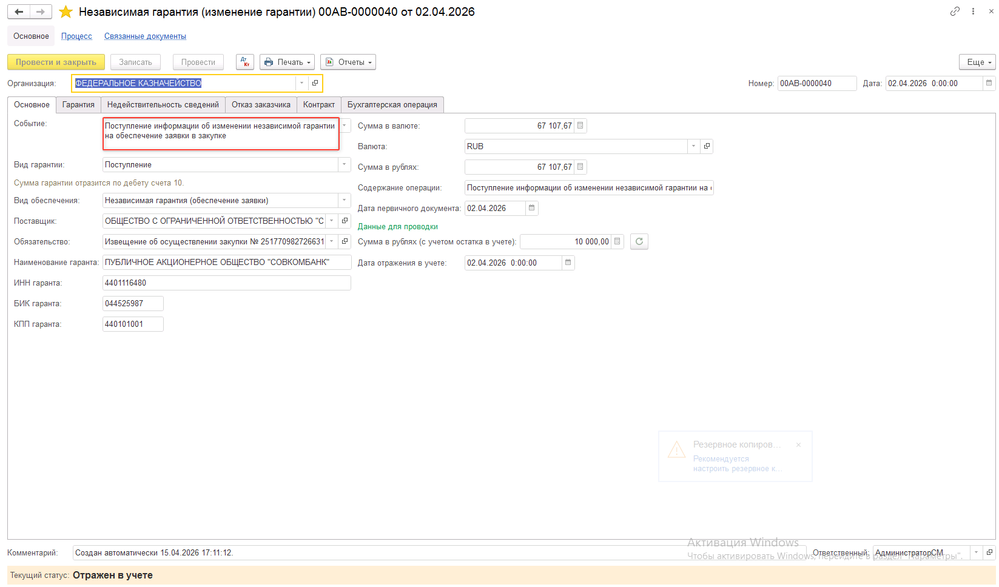 Независимая гарантия (изменение гарантии) 00АВ-0000040 от 02.04.2026
Основное Процесс Связанные документы
Провести и закрыть Записать Провести Дт Кт Печать Отчеты Еще
Организация: ФЕДЕРАЛЬНОЕ КАЗНАЧЕЙСТВО Номер: 00АВ-0000040 Дата: 02.04.2026 0:00:00
Основное Гарантия Недействительность сведений Отказ заказчика Контракт Бухгалтерская операция
Событие: Поступление информации об изменении независимой гарантии
на обеспечение заявки в закупке
Вид гарантии: Поступление
Сумма гарантии отразится по дебету счета 10.
Вид обеспечения: Независимая гарантия (обеспечение заявки)
Поставщик: ОБЩЕСТВО С ОГРАНИЧЕННОЙ ОТВЕТСТВЕННОСТЬЮ "С
Обязательство: Извещение об осуществлении закупки № 251770982726631
Наименование гаранта: ПУБЛИЧНОЕ АКЦИОНЕРНОЕ ОБЩЕСТВО "СОВКОМБАНК"
ИНН гаранта: 4401116480
БИК гаранта: 044525987
КПП гаранта: 440101001
Сумма в валюте: 67 107,67
Валюта: RUB
Сумма в рублях: 67 107,67
Содержание операции: Поступление информации об изменении независимой гарантии на
Дата первичного документа: 02.04.2026
Данные для проводки
Сумма в рублях (с учетом остатка в учете): 10 000,00
Дата отражения в учете: 02.04.2026 0:00:00
Резервное копиров...
Рекомендуется
настроить резервное к...
Активация Windows
Чтобы активировать Windows, перейдите в раздел "Параметры".
Комментарий: Создан автоматически 15.04.2026 17:11:12. Ответственный: АдминистраторСМ
Текущий статус: Отражен в учете